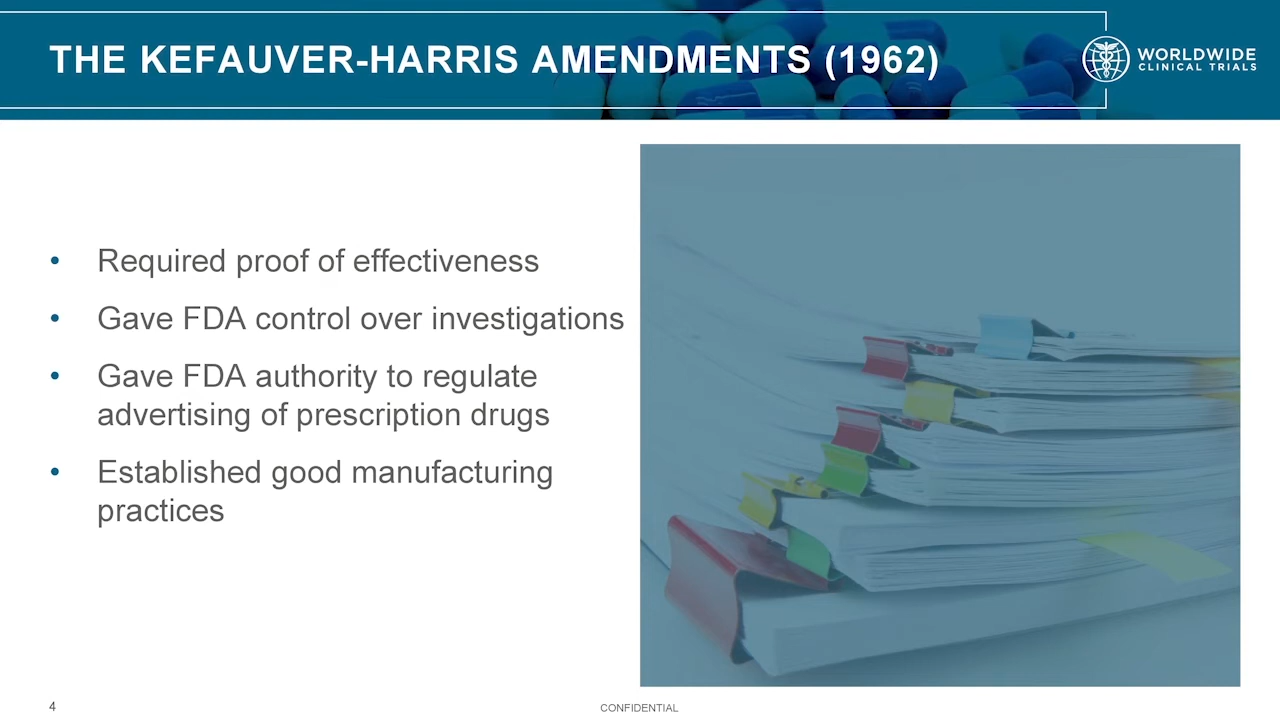 THE KEFAUVER-HARRIS AMENDMENTS (1962)
WORLDWIDE
CLINICAL TRIALS
• Required proof of effectiveness
• Gave FDA control over investigations
• Gave FDA authority to regulate
advertising of prescription drugs
• Established good manufacturing
practices
4
CONFIDENTIAL